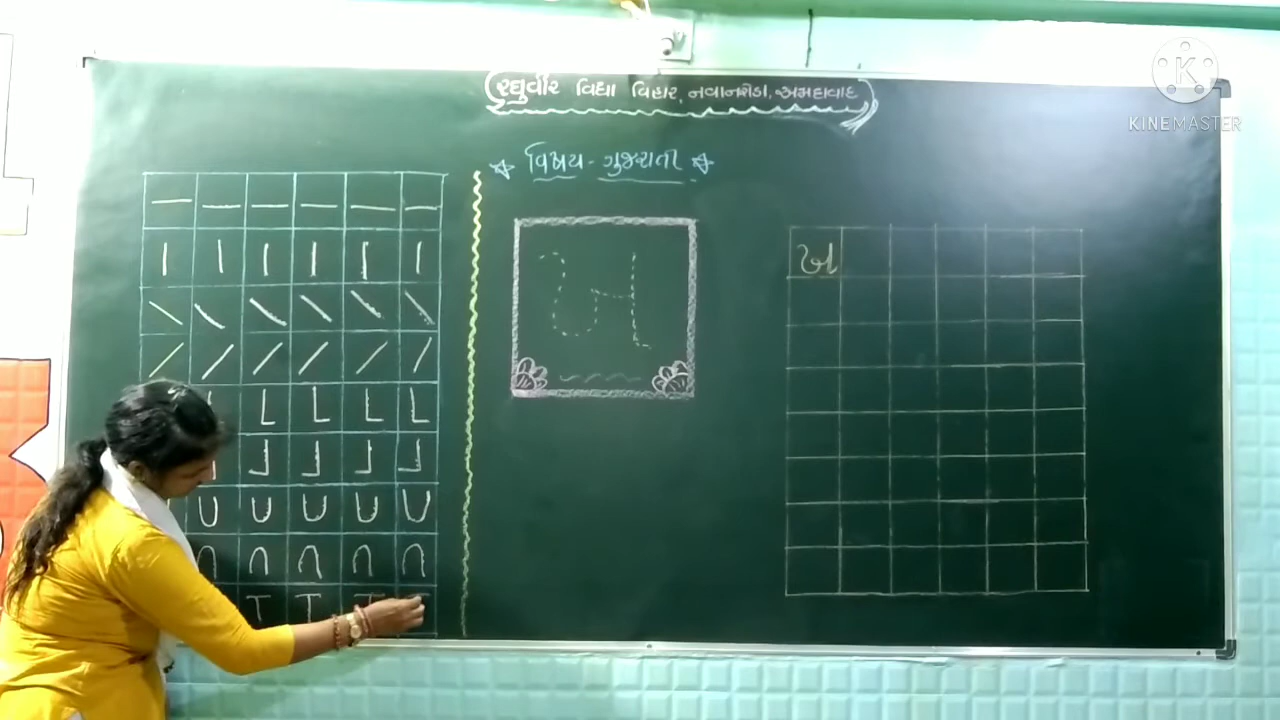 રઘુવીર વિદ્યા વિહાર, નવાનરોડા, અમદાવાદ
વિષય - ગુજરાતી
ખ
KINEMASTER
— — — — — —
| | | | | |
\ \ \ \ \ \
/ / / / / /
L L L L
⅃ ⅃ ⅃ ⅃
U U U U U
∩ ∩ ∩ ∩ ∩
T T T T